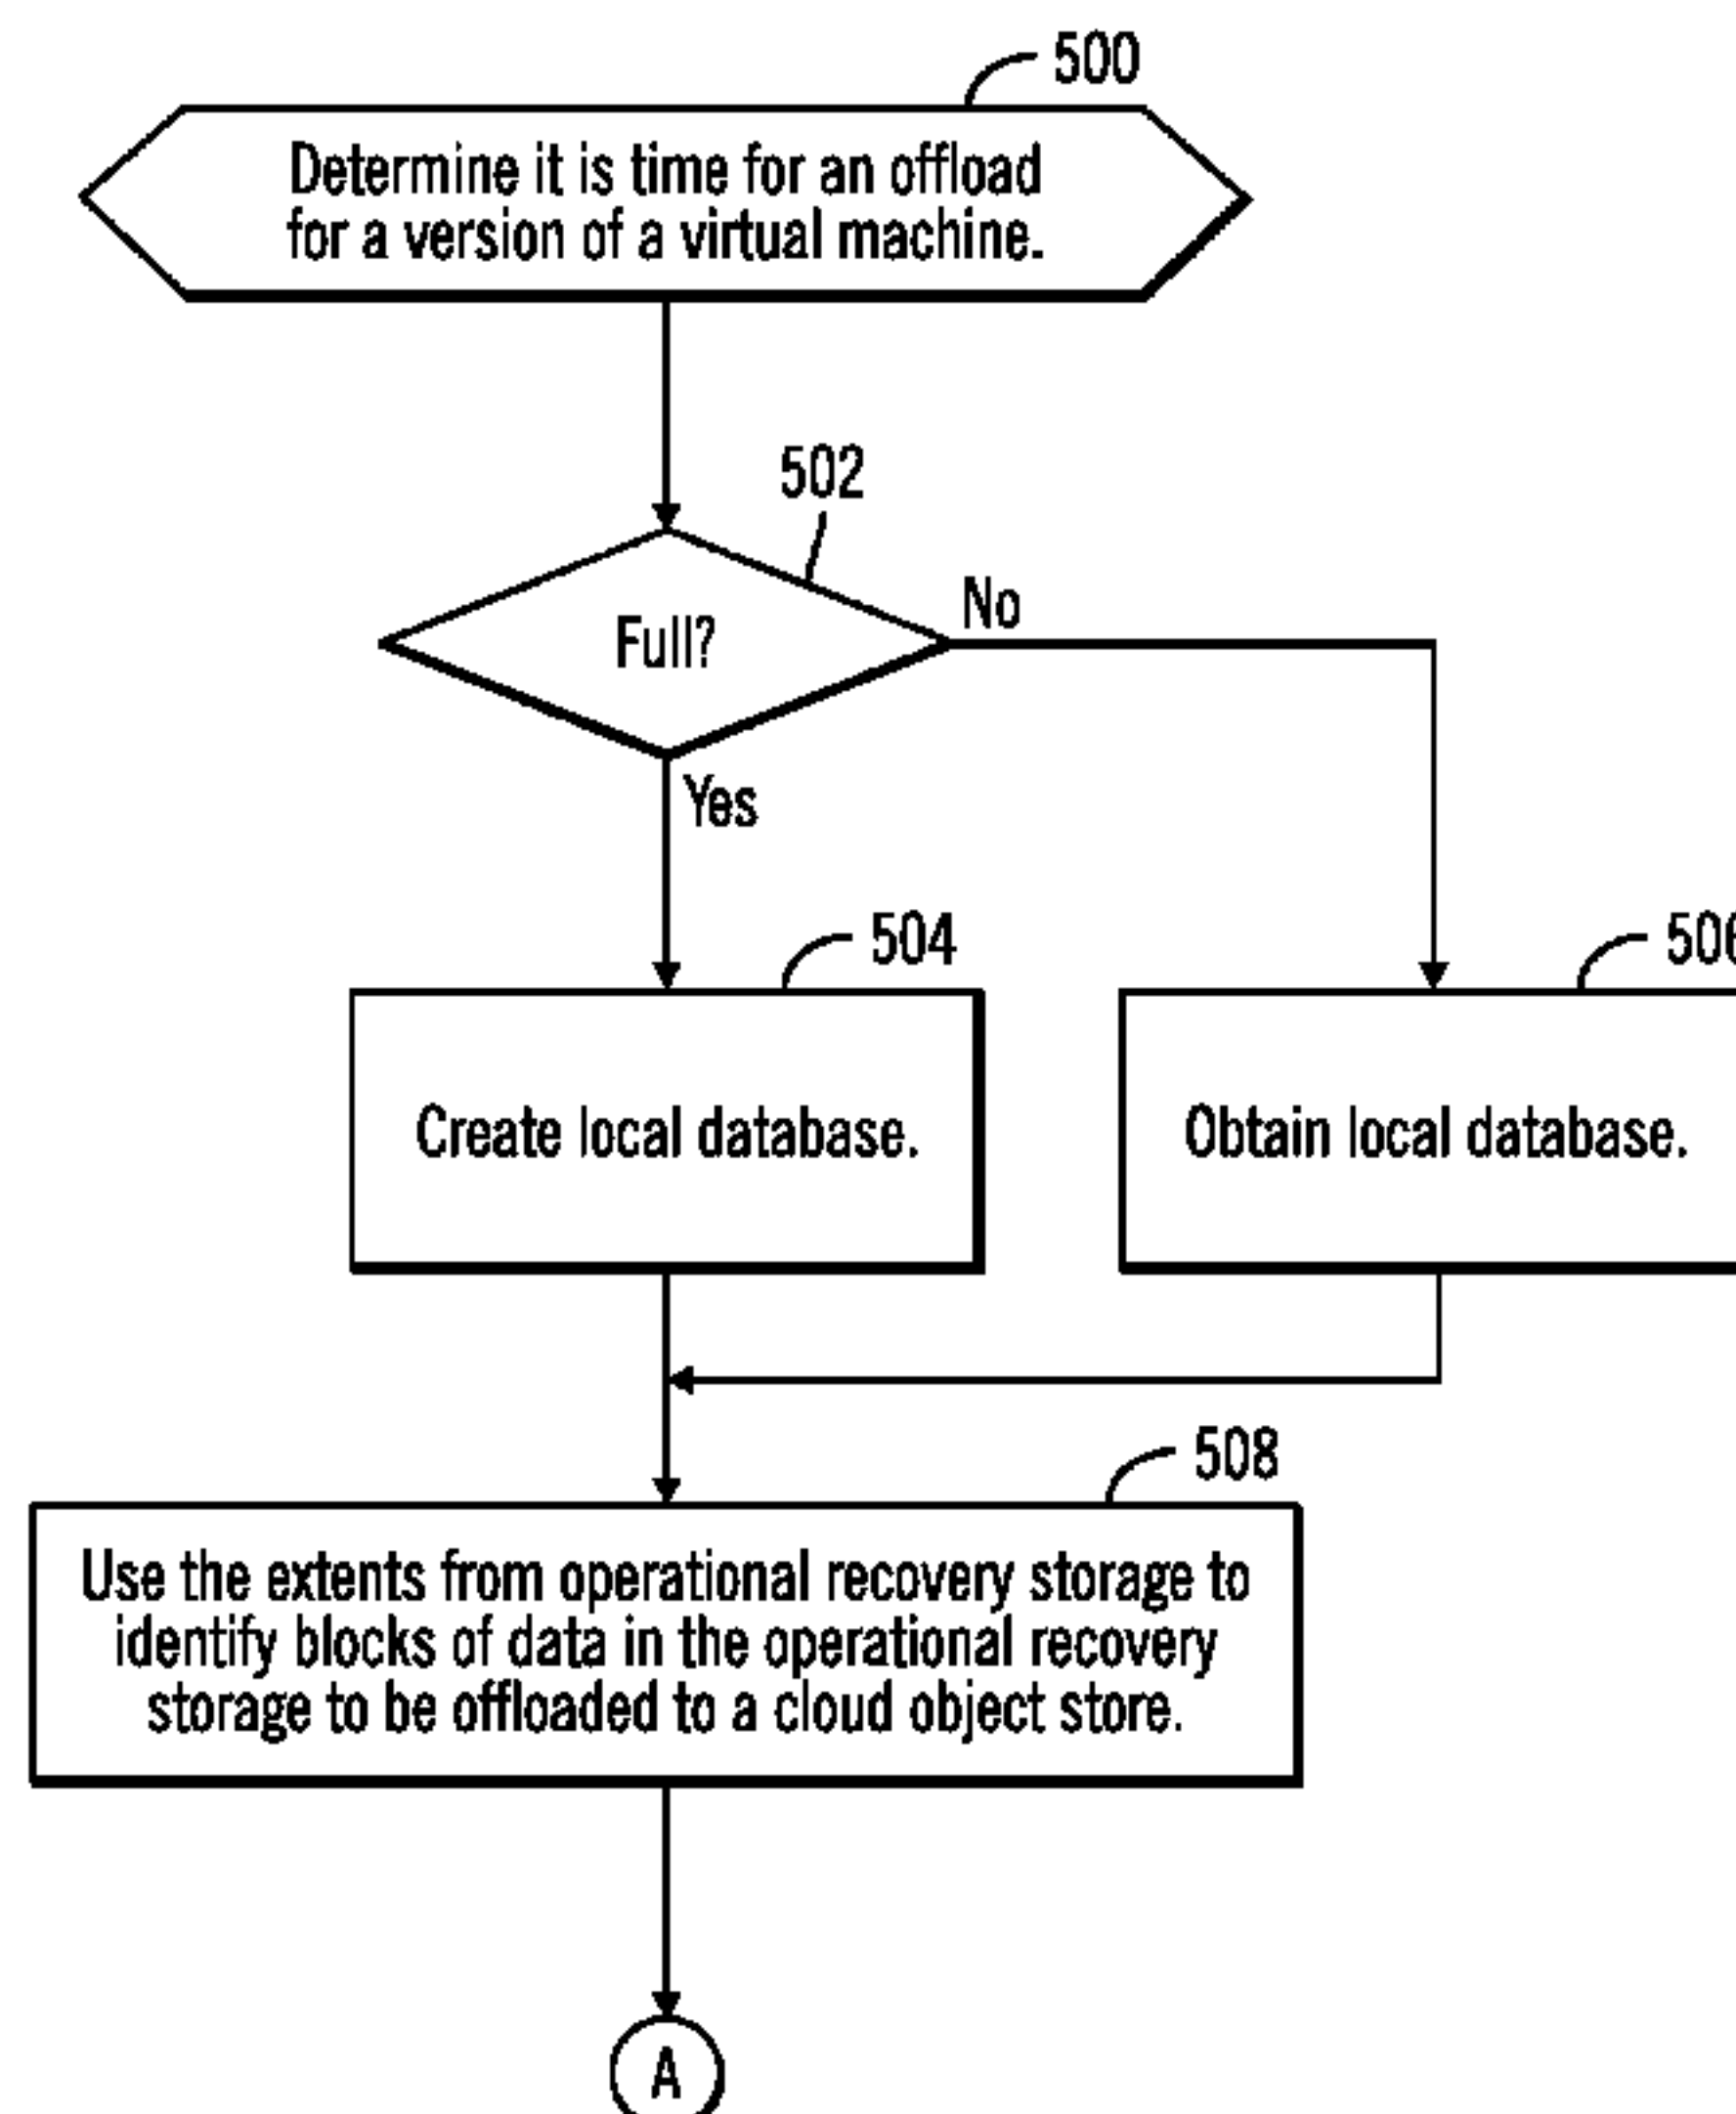 500
Determine it is time for an offload
for a version of a virtual machine.
502
Full?
No
Yes
504
506
Create local database.
Obtain local database.
508
Use the extents from operational recovery storage to
identify blocks of data in the operational recovery
storage to be offloaded to a cloud object store.
A